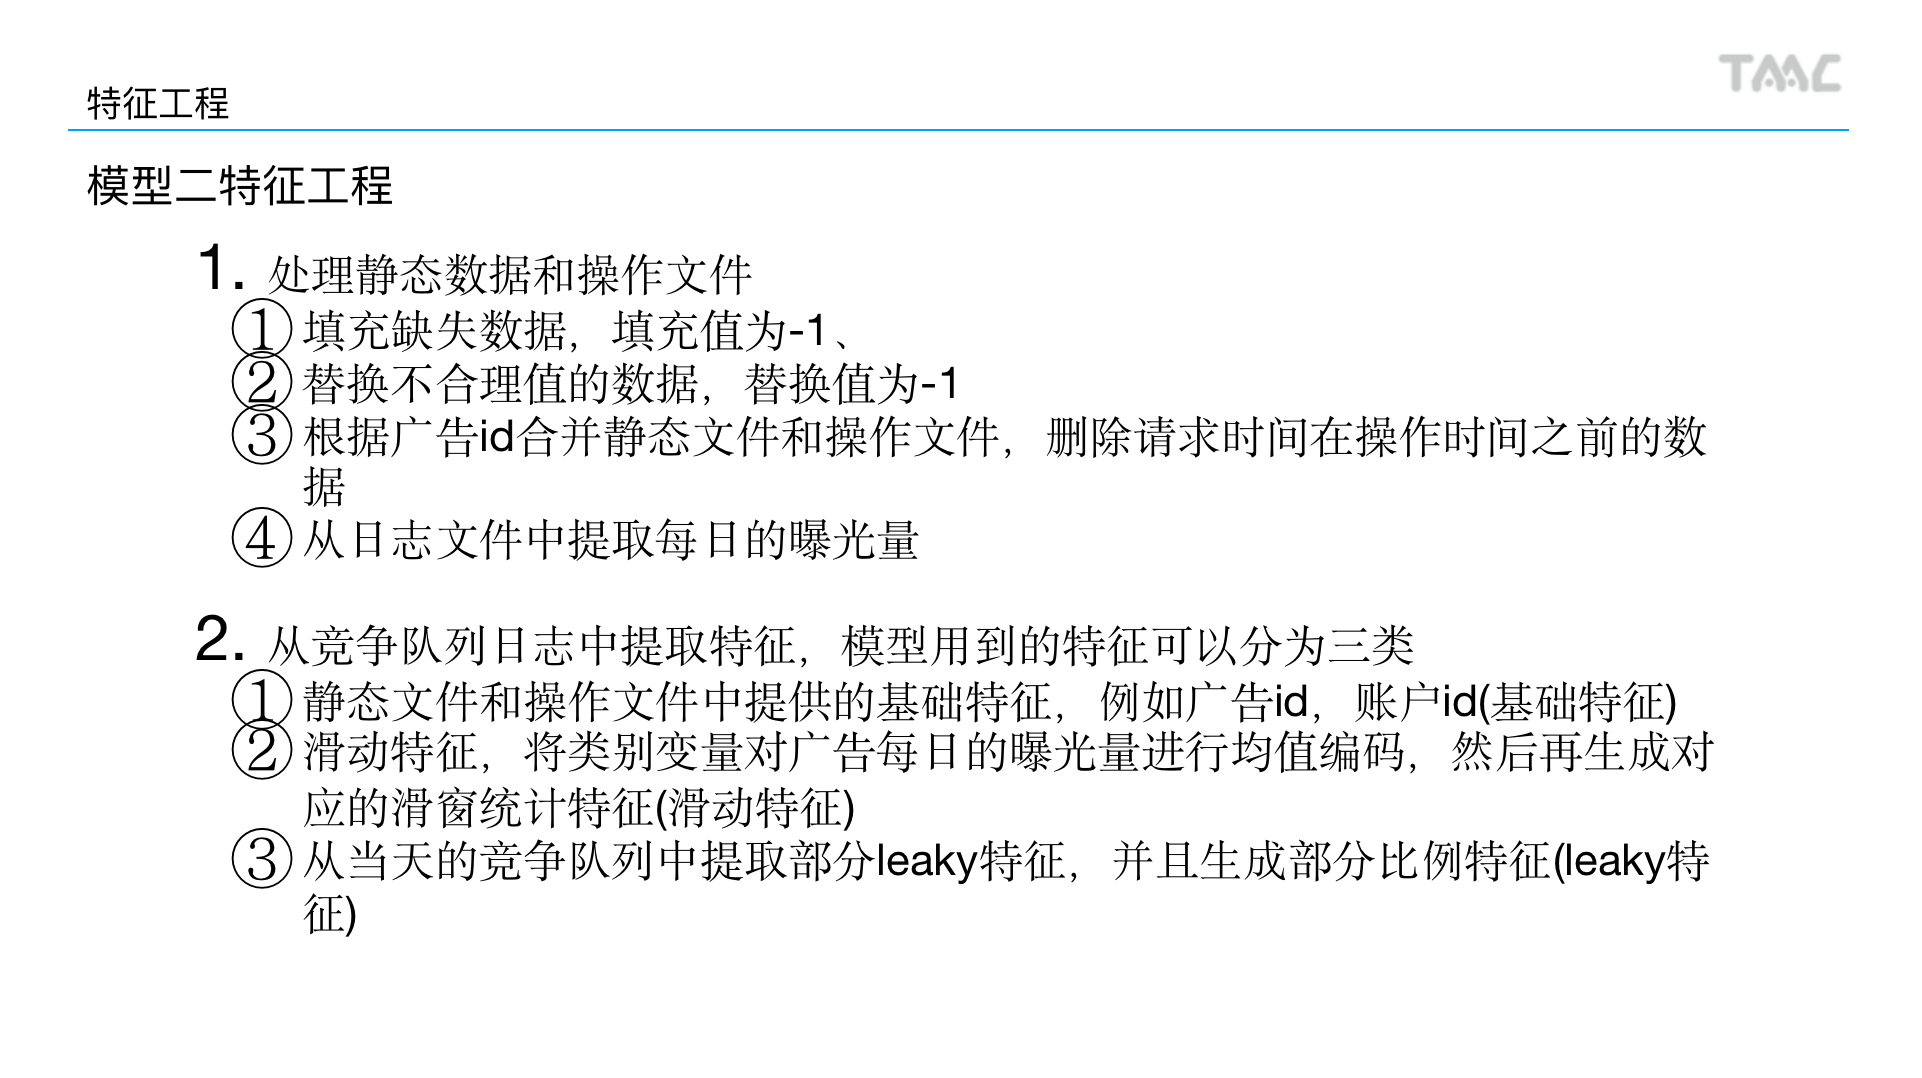 TAAC
特征工程
模型二特征工程
1. 处理静态数据和操作文件
① 填充缺失数据，填充值为-1、
② 替换不合理值的数据，替换值为-1
③ 根据广告id合并静态文件和操作文件，删除请求时间在操作时间之前的数
据
④ 从日志文件中提取每日的曝光量
2. 从竞争队列日志中提取特征，模型用到的特征可以分为三类
① 静态文件和操作文件中提供的基础特征，例如广告id，账户id(基础特征)
② 滑动特征，将类别变量对广告每日的曝光量进行均值编码，然后再生成对
应的滑窗统计特征(滑动特征)
③ 从当天的竞争队列中提取部分leaky特征，并且生成部分比例特征(leaky特
征)